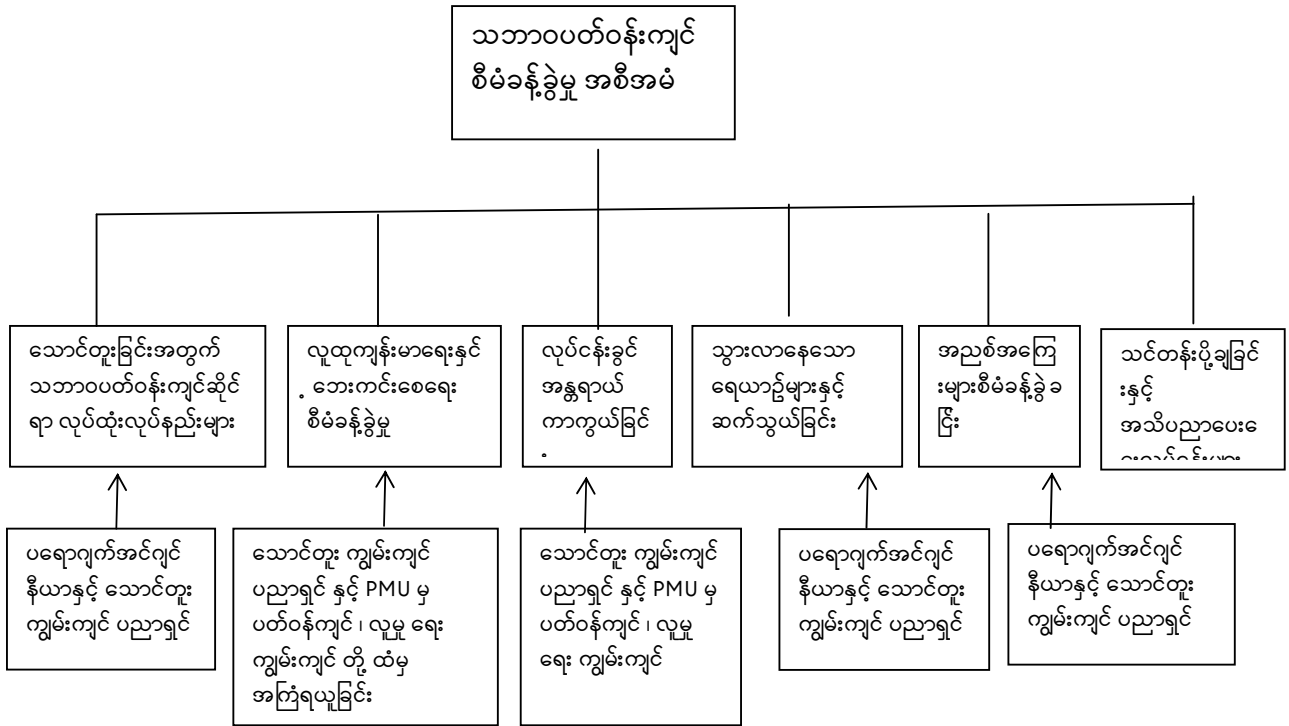 သဘာဝပတ်ဝန်းကျင်
စီမံခန့်ခွဲမှု အစီအမံ
သောင်တူးခြင်းအတွက်
သဘာဝပတ်ဝန်းကျင်ဆိုင်
ရာ လုပ်ထုံးလုပ်နည်းများ
လူထုကျန်းမာရေးနှင်
့ ဘေးကင်းစေရေး
စီမံခန့်ခွဲမှု
လုပ်ငန်းခွင်
အန္တရာယ်
ကာကွယ်ခြင်
သွားလာနေသော
ရေယာဥ်များနှင့်
ဆက်သွယ်ခြင်း
အညစ်အကြေ
းများစီမံခန့်ခွဲ ခ
ြင်း
သင်တန်းပို့ချခြင်
းနှင့်
အသိပညာပေးေ
ပရောဂျက်အင်ဂျင်
နီယာနှင့် သောင်တူး
ကျွမ်းကျင် ပညာရှင်
သောင်တူး ကျွမ်းကျင်
ပညာရှင် နှင့် PMU မှ
ပတ်ဝန်ကျင် ၊ လူမှု ရေး
ကျွမ်းကျင် တို့ ထံမှ
အကြံရယူခြင်း
သောင်တူး ကျွမ်းကျင်
ပညာရှင် နှင့် PMU မှ
ပတ်ဝန်ကျင် ၊ လူမှု
ရေး ကျွမ်းကျင်
ပရောဂျက်အင်ဂျင်
နီယာနှင့် သောင်တူး
ကျွမ်းကျင် ပညာရှင်
ပရောဂျက်အင်ဂျင်
နီယာနှင့် သောင်တူး
ကျွမ်းကျင် ပညာရှင်